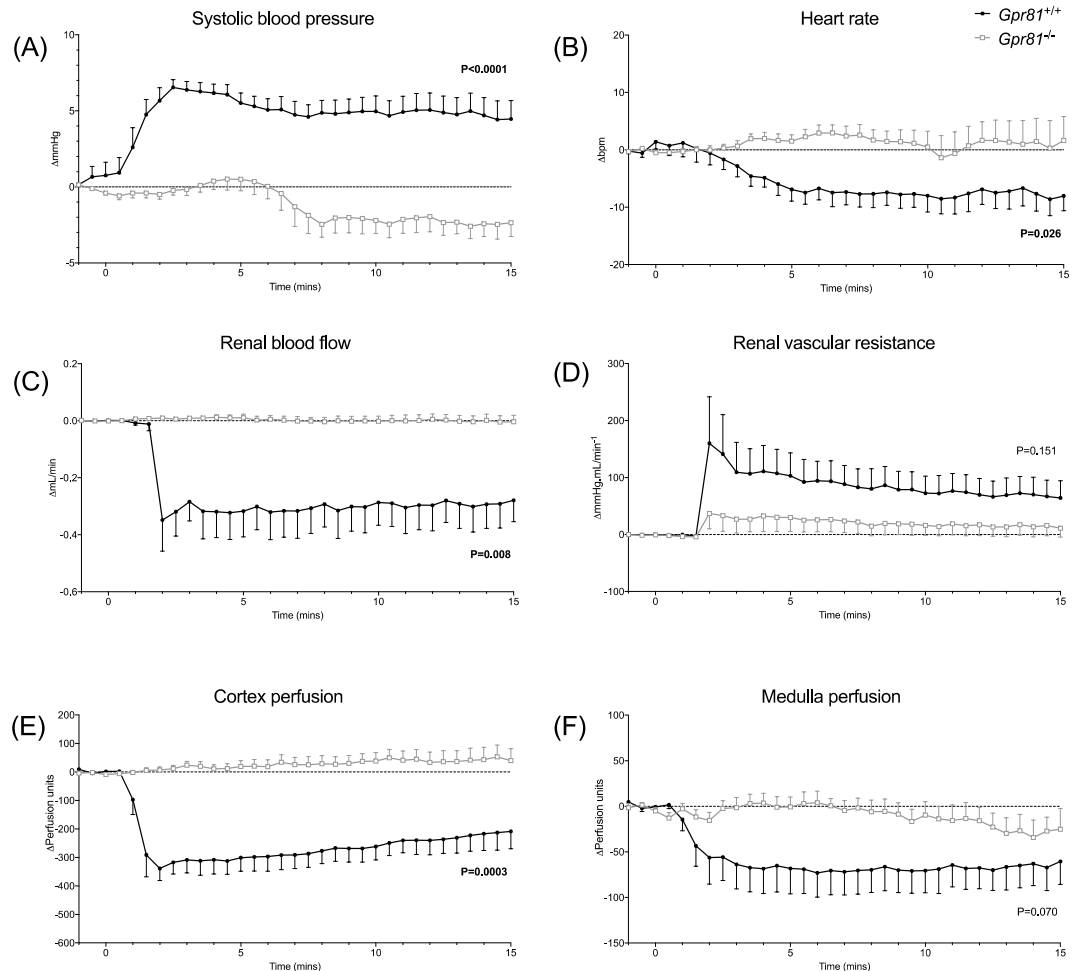 Systolic blood pressure
(A)
10
5
0
-5
ΔmmHg
P<0.0001
0
5
10
15
Time (mins)
Heart rate
(B)
Gpr81+/+
Gpr81-/-
20
10
0
-10
-20
Δbpm
P=0.026
0
5
10
15
Time (mins)
Renal blood flow
(C)
0.2
0.0
-0.2
-0.4
-0.6
ΔmL/min
P=0.008
0
5
10
15
Time (mins)
Renal vascular resistance
(D)
300
200
100
0
-100
ΔmmHg.mL/min-1
P=0.151
0
5
10
15
Time (mins)
Cortex perfusion
(E)
200
100
0
-100
-200
-300
-400
-500
-600
ΔPerfusion units
P=0.0003
0
5
10
15
Time (mins)
Medulla perfusion
(F)
100
50
0
-50
-100
-150
ΔPerfusion units
P=0.070
0
5
10
15
Time (mins)